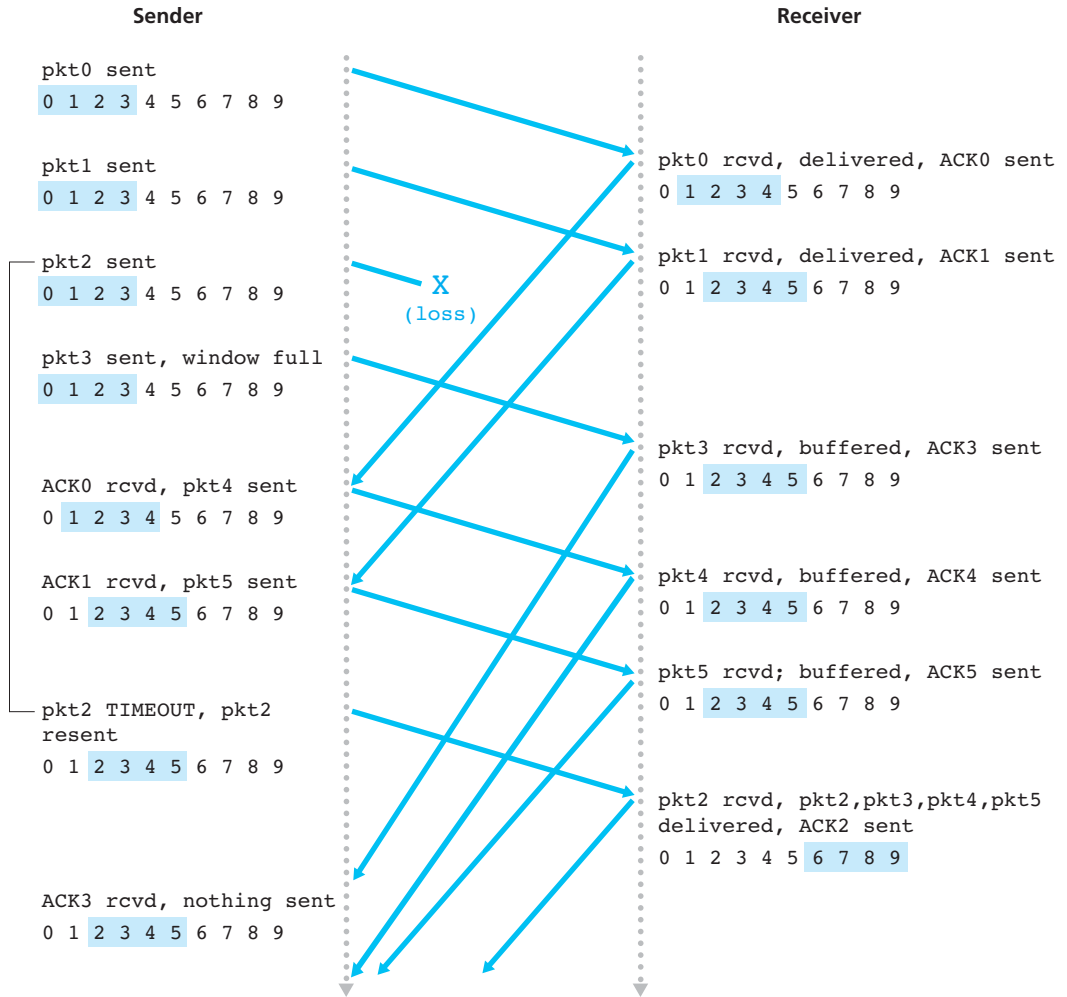 Sender
Receiver
pkt0 sent
0 1 2 3 4 5 6 7 8 9
pkt0 rcvd, delivered, ACK0 sent
0 1 2 3 4 5 6 7 8 9
pkt1 sent
0 1 2 3 4 5 6 7 8 9
pkt1 rcvd, delivered, ACK1 sent
0 1 2 3 4 5 6 7 8 9
pkt2 sent
0 1 2 3 4 5 6 7 8 9
X
(loss)
pkt3 sent, window full
0 1 2 3 4 5 6 7 8 9
pkt3 rcvd, buffered, ACK3 sent
0 1 2 3 4 5 6 7 8 9
ACK0 rcvd, pkt4 sent
0 1 2 3 4 5 6 7 8 9
pkt4 rcvd, buffered, ACK4 sent
0 1 2 3 4 5 6 7 8 9
ACK1 rcvd, pkt5 sent
0 1 2 3 4 5 6 7 8 9
pkt5 rcvd; buffered, ACK5 sent
0 1 2 3 4 5 6 7 8 9
pkt2 TIMEOUT, pkt2
resent
0 1 2 3 4 5 6 7 8 9
pkt2 rcvd, pkt2,pkt3,pkt4,pkt5
delivered, ACK2 sent
0 1 2 3 4 5 6 7 8 9
ACK3 rcvd, nothing sent
0 1 2 3 4 5 6 7 8 9